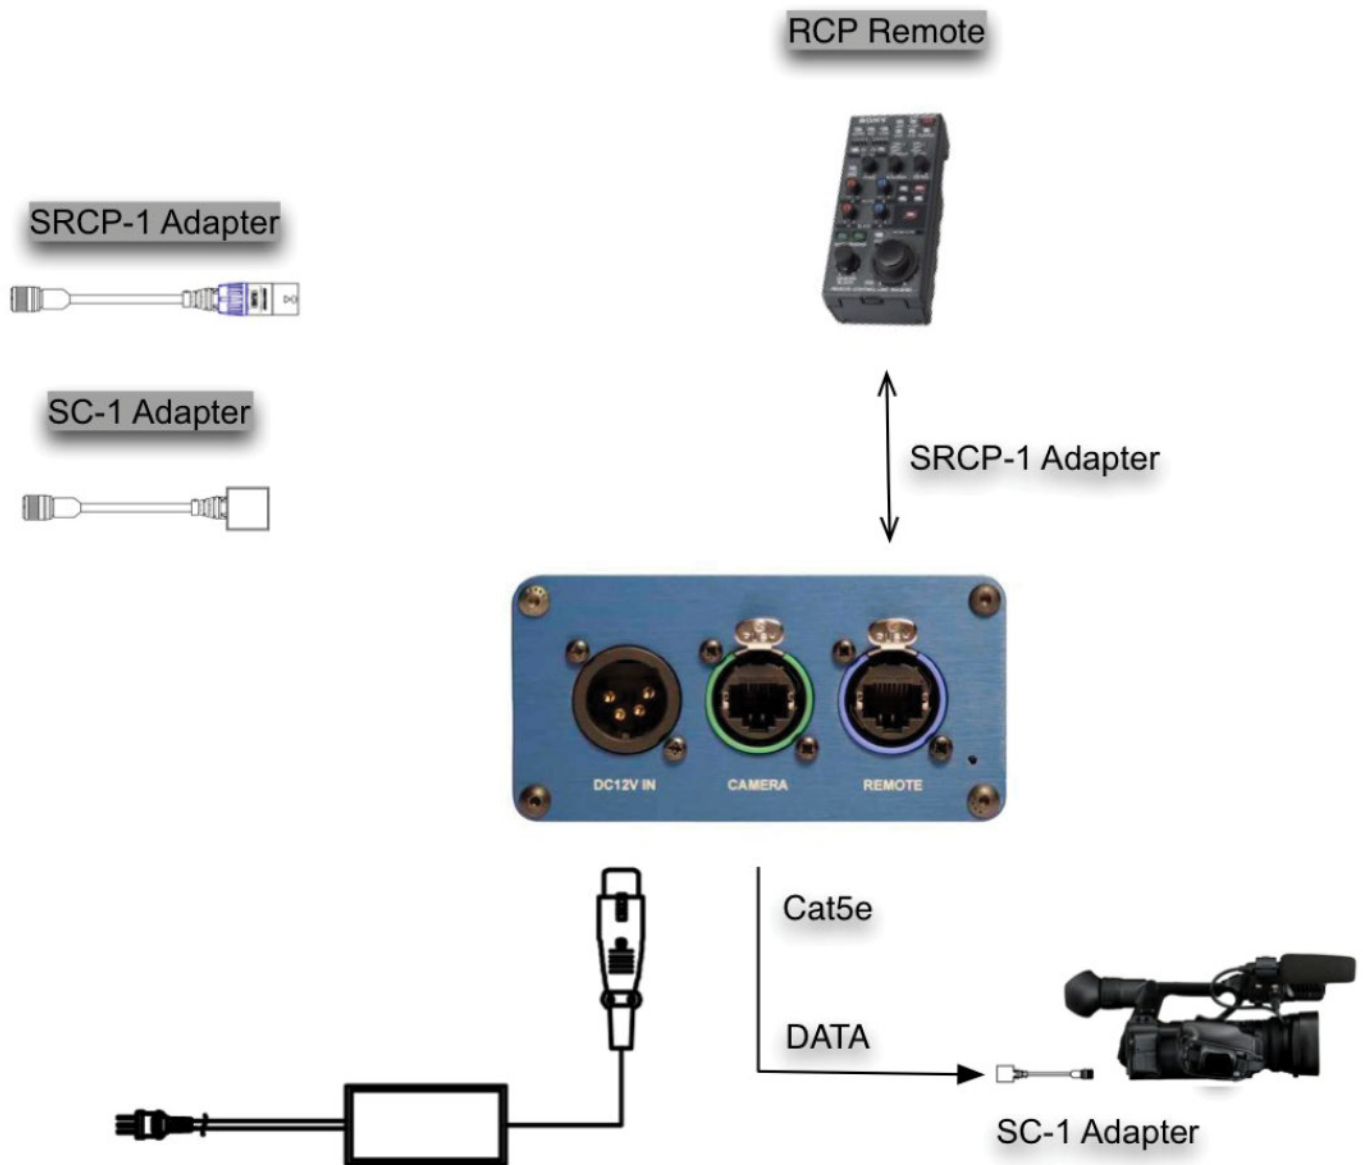 RCP Remote
SONY
SRCP-1 Adapter
SC-1 Adapter
SRCP-1 Adapter
DC12V IN
CAMERA
REMOTE
Cat5e
DATA
SC-1 Adapter